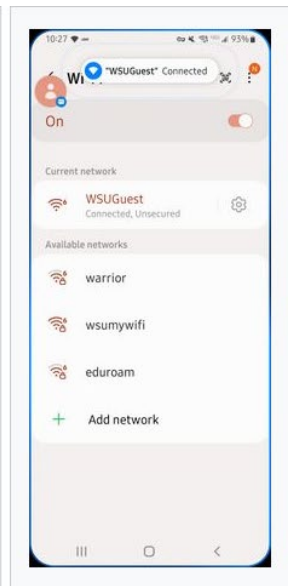 10:27
93%
"WSUGuest" Connected
On
N
Current network
WSUGuest
Connected, Unsecured
Available networks
warrior
wsumywifi
eduroam
Add network